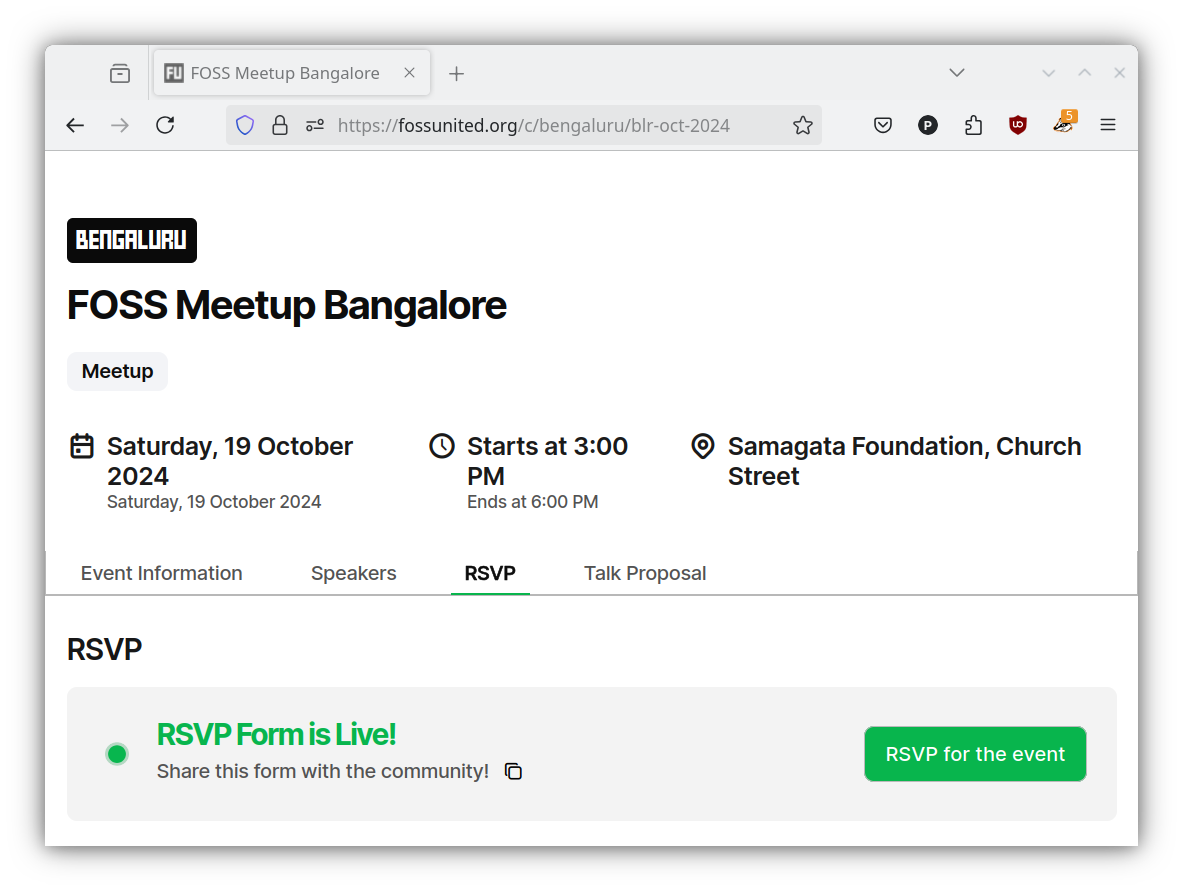 FU FOSS Meetup Bangalore
https://fossunited.org/c/bengaluru/blr-oct-2024
P
5
BENGALURU
FOSS Meetup Bangalore
Meetup
Saturday, 19 October
2024
Saturday, 19 October 2024
Starts at 3:00
PM
Ends at 6:00 PM
Samagata Foundation, Church
Street
Event Information Speakers RSVP Talk Proposal
RSVP
RSVP Form is Live!
Share this form with the community!
RSVP for the event